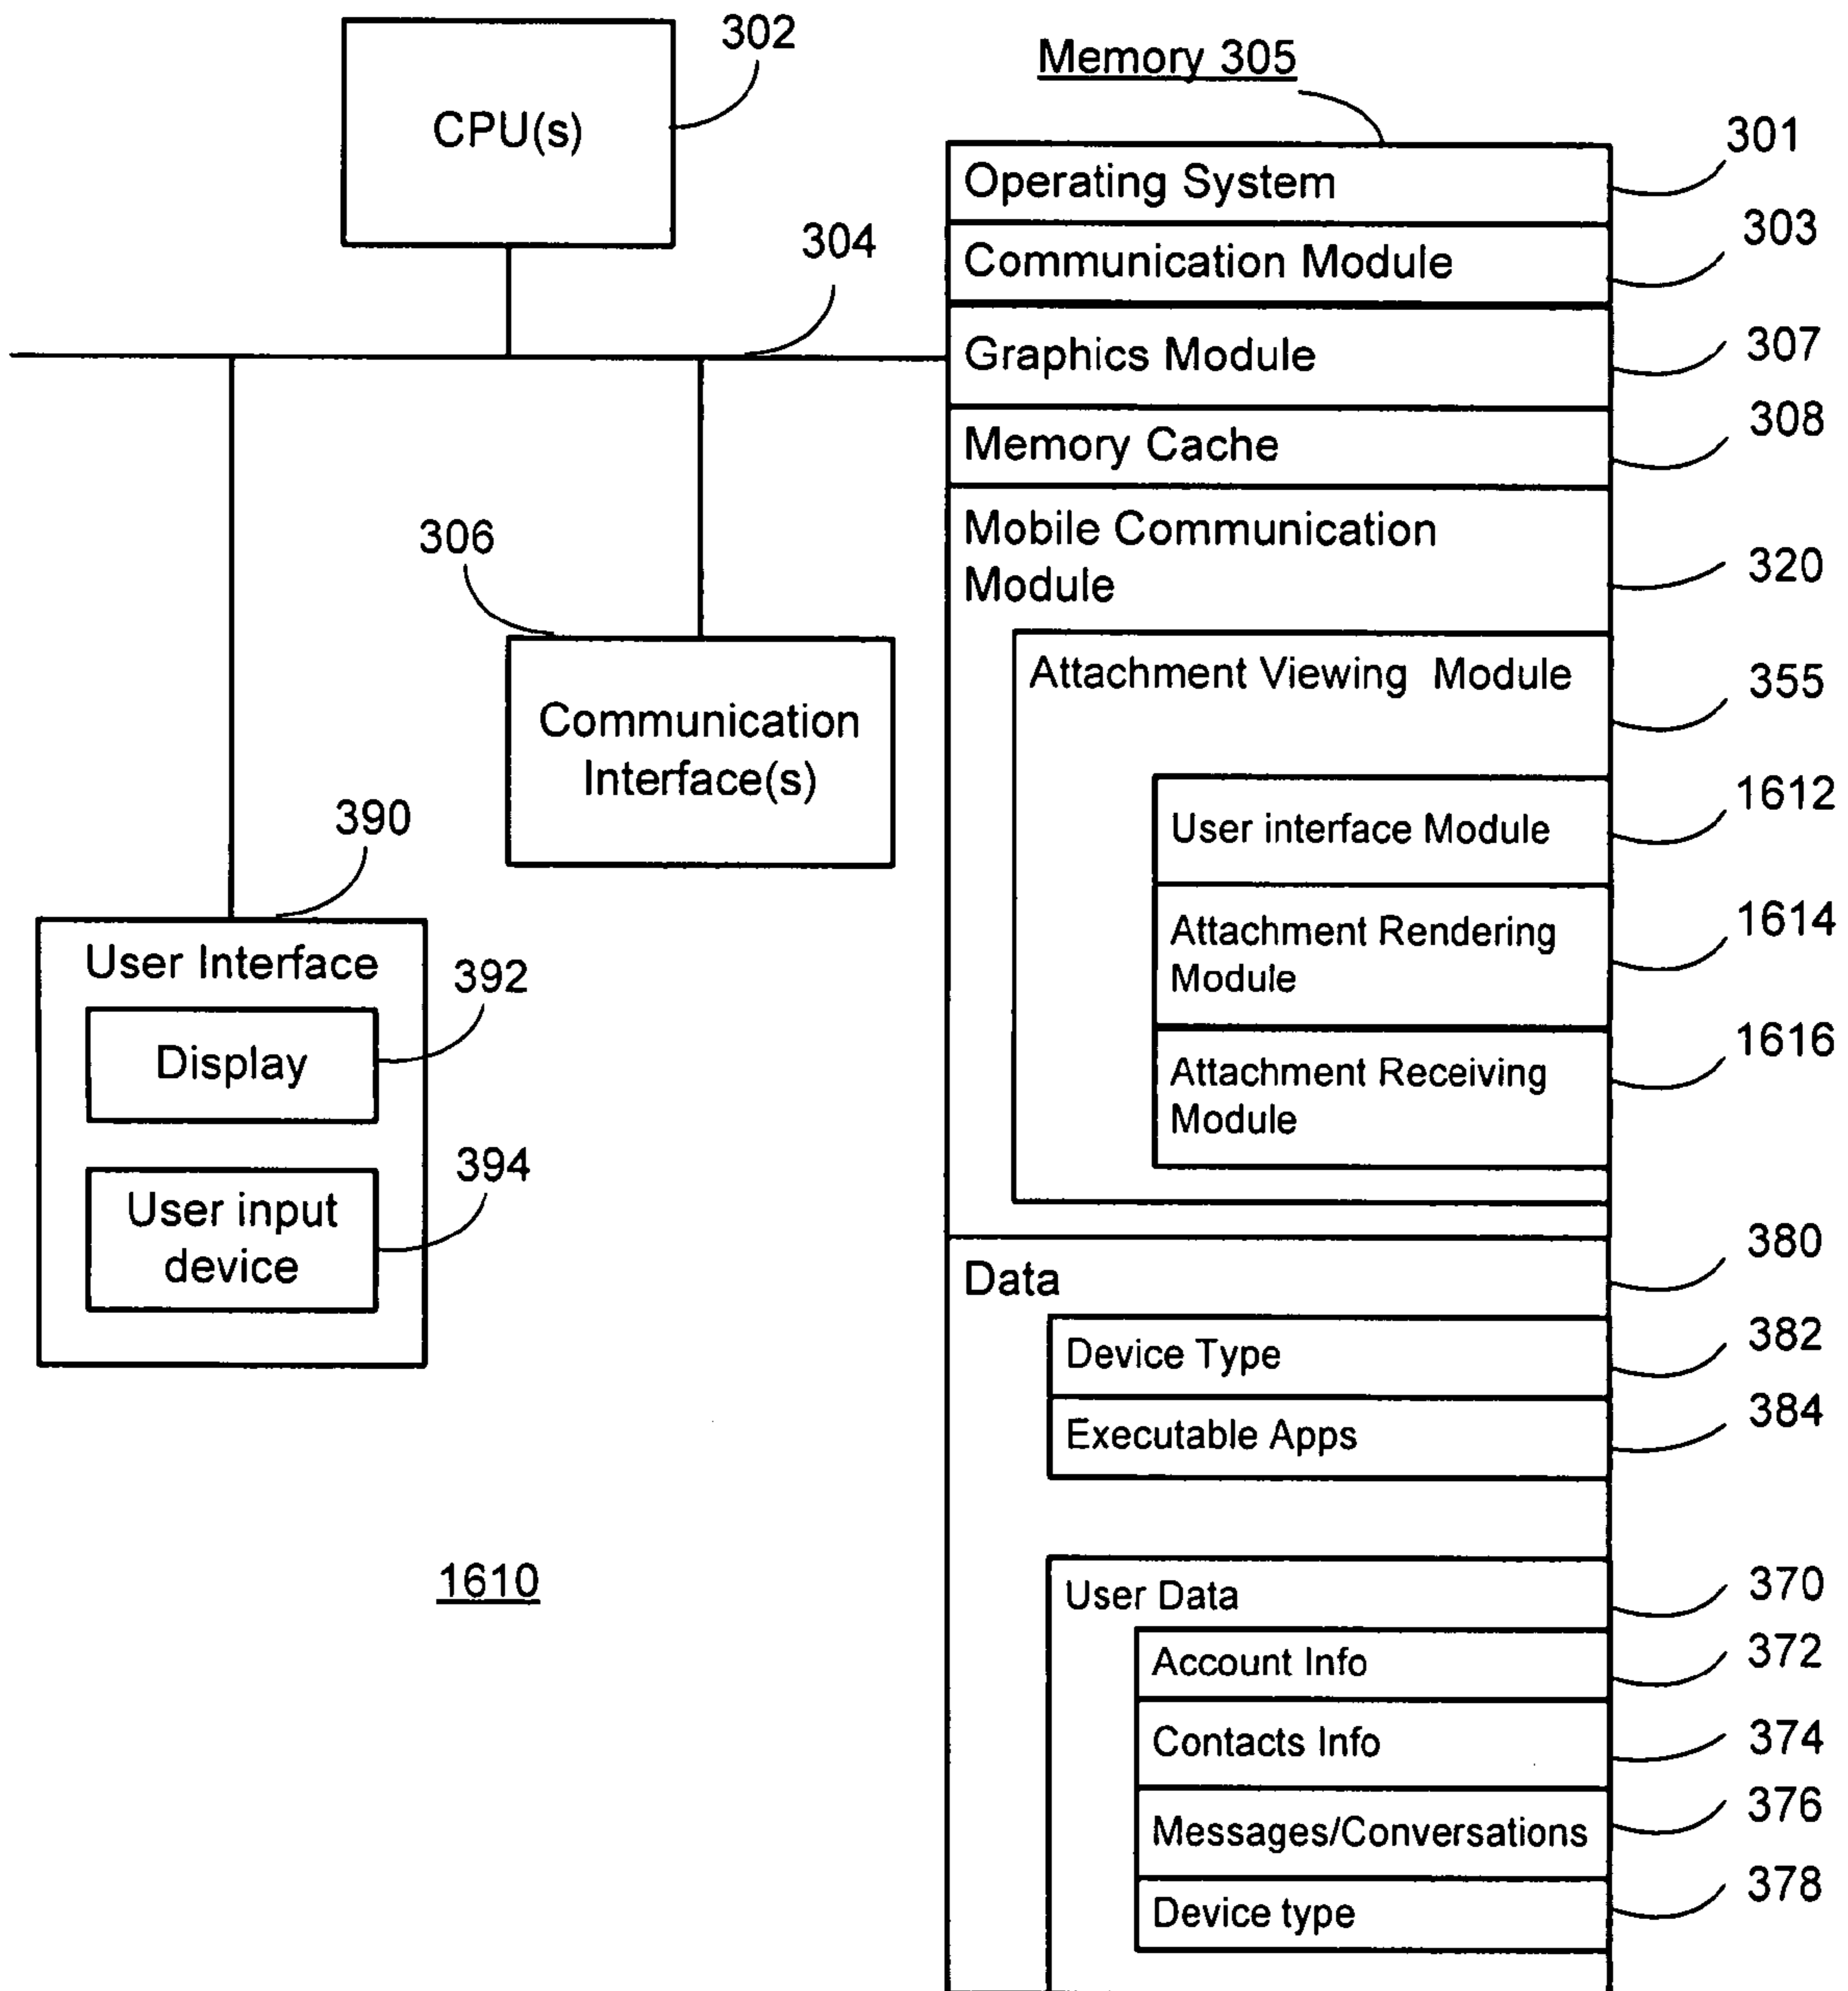 302
CPU(s)
Memory 305
Operating System
301
Communication Module
303
304
Graphics Module
307
Memory Cache
308
Mobile Communication
Module
320
306
Communication
Interface(s)
Attachment Viewing Module
355
User interface Module
1612
Attachment Rendering
Module
1614
Attachment Receiving
Module
1616
390
User Interface
392
Display
394
User input
device
Data
380
Device Type
382
Executable Apps
384
1610
User Data
370
Account Info
372
Contacts Info
374
Messages/Conversations
376
Device type
378